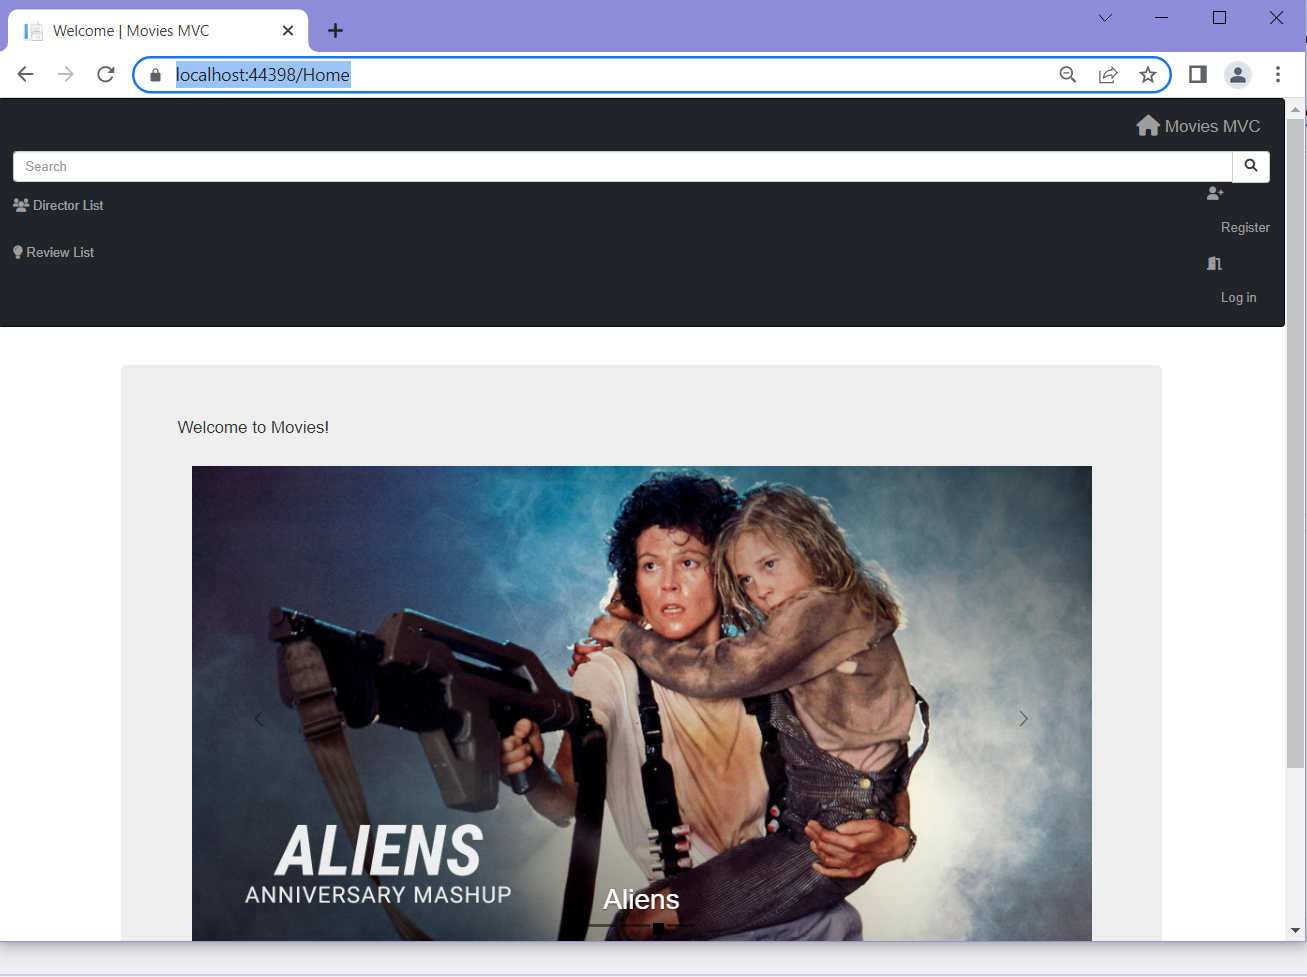 Welcome | Movies MVC
localhost:44398/Home
Movies MVC
Search
Director List
Register
Review List
Log in
Welcome to Movies!
ALIENS
ANNIVERSARY MASHUP
Aliens